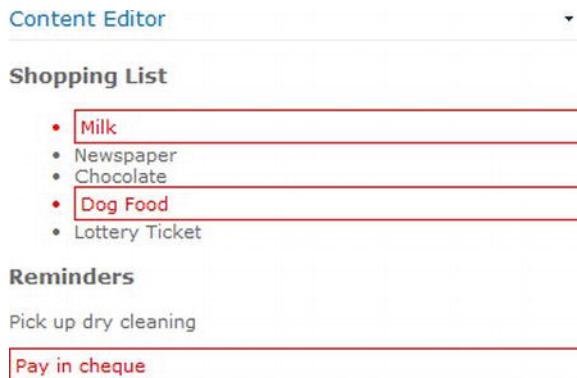 Content Editor
Shopping List
Milk
Newspaper
Chocolate
Dog Food
Lottery Ticket
Reminders
Pick up dry cleaning
Pay in cheque